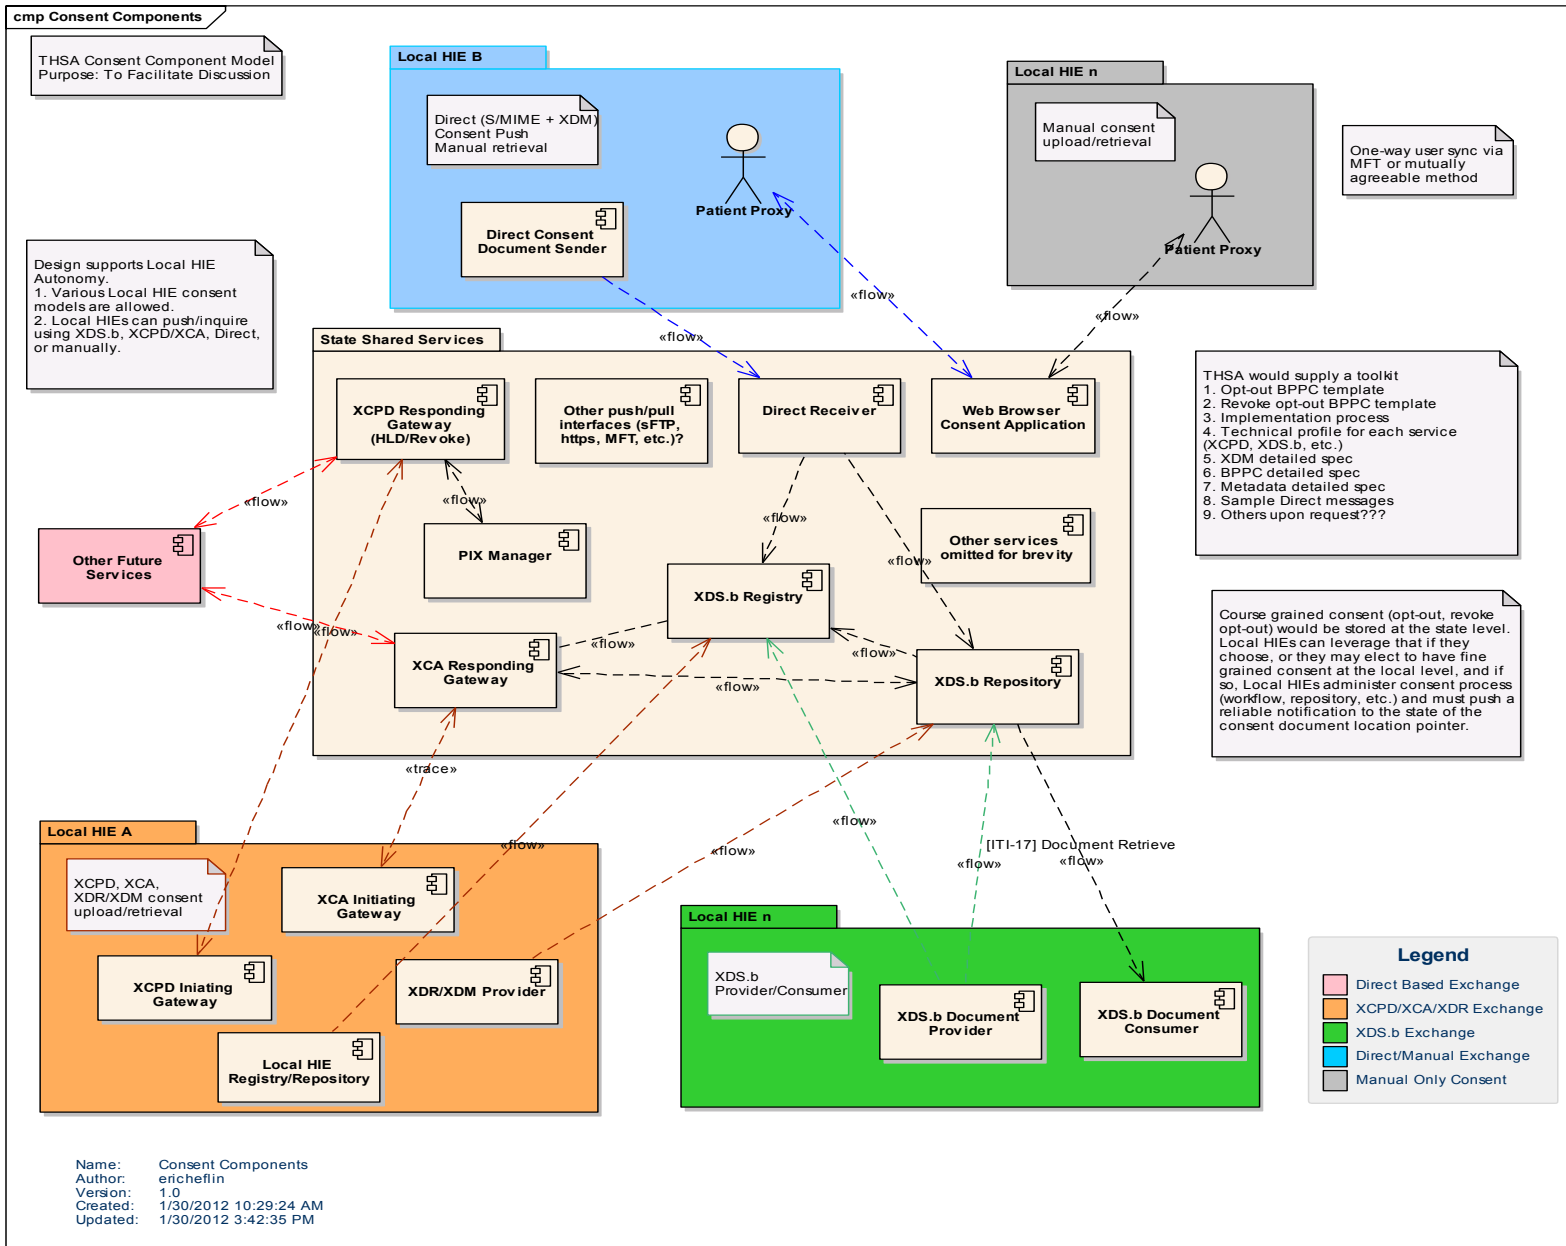 cmp Consent Components
THSA Consent Component Model
Purpose: To Facilitate Discussion
Local HIE B
Direct (S/MIME + XDM)
Consent Push
Manual retrieval
Patient Proxy
Direct Consent
Document Sender
Local HIE n
Manual consent
upload/retrieval
Patient Proxy
One-way user sync via
MFT or mutually
agreeable method
Design supports Local HIE
Autonomy.
1. Various Local HIE consent
models are allowed.
2. Local HIEs can push/inquire
using XDS.b, XCPD/XCA, Direct,
or manually.
«flow»
«flow»
«flow»
State Shared Services
XCPD Responding
Gateway
(HLD/Revoke)
Other push/pull
interfaces (sFTP,
https, MFT, etc.)?
Direct Receiver
Web Browser
Consent Application
«flow»
«flow»
«flow»
«flow»
PIX Manager
Other services
omitted for brevity
XDS.b Registry
Other Future
Services
«flow»
«flow»
«flow»
«flow»
«flow»
XCA Responding
Gateway
XDS.b Repository
THSA would supply a toolkit
1. Opt-out BPPC template
2. Revoke opt-out BPPC template
3. Implementation process
4. Technical profile for each service
(XCPD, XDS.b, etc.)
5. XDM detailed spec
6. BPPC detailed spec
7. Metadata detailed spec
8. Sample Direct messages
9. Others upon request???
Course grained consent (opt-out, revoke
opt-out) would be stored at the state level.
Local HIEs can leverage that if they
choose, or they may elect to have fine
grained consent at the local level, and if
so, Local HIEs administer consent process
(workflow, repository, etc.) and must push a
reliable notification to the state of the
consent document location pointer.
«trace»
«flow»
«flow»
«flow»
«flow»
[ITI-17] Document Retrieve
«flow»
Local HIE A
XCPD, XCA,
XDR/XDM consent
upload/retrieval
XCA Initiating
Gateway
XCPD Iniating
Gateway
XDR/XDM Provider
Local HIE
Registry/Repository
Local HIE n
XDS.b
Provider/Consumer
XDS.b Document
Provider
XDS.b Document
Consumer
Legend
Direct Based Exchange
XCPD/XCA/XDR Exchange
XDS.b Exchange
Direct/Manual Exchange
Manual Only Consent
Name: Consent Components
Author: ericheflin
Version: 1.0
Created: 1/30/2012 10:29:24 AM
Updated: 1/30/2012 3:42:35 PM